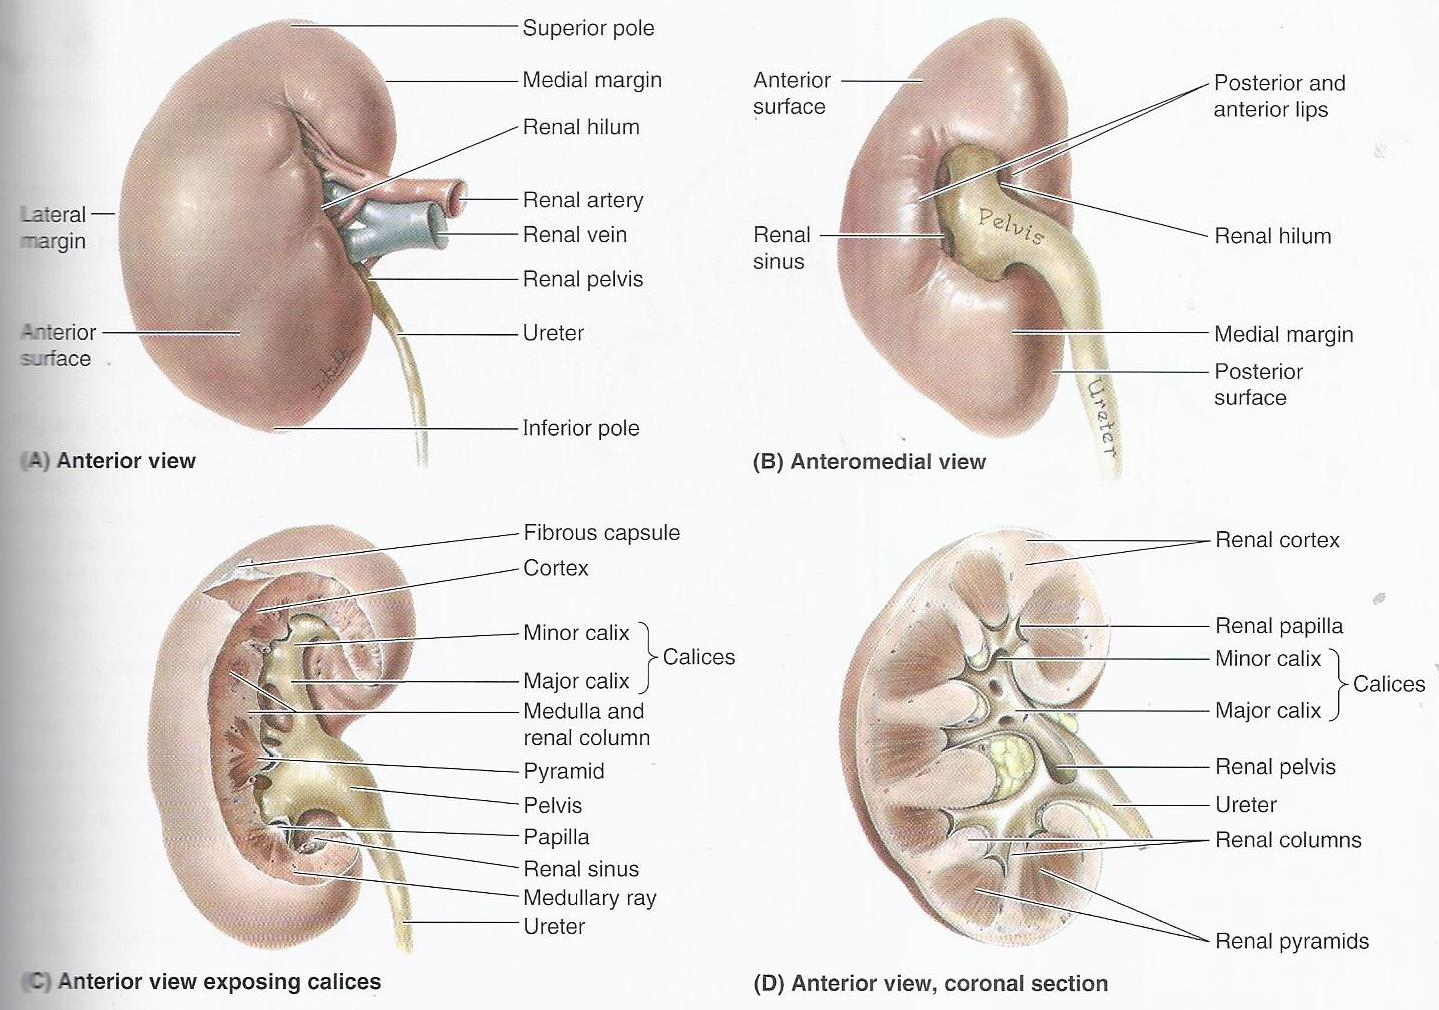 Superior pole
Medial margin
Renal hilum
Renal artery
Renal vein
Renal pelvis
Ureter
Inferior pole
Lateral
margin
Anterior
surface
(A) Anterior view
Anterior
surface
Renal
sinus
Pelvis
Ureter
Posterior and
anterior lips
Renal hilum
Medial margin
Posterior
surface
(B) Anteromedial view
Fibrous capsule
Cortex
Minor calix
Major calix
Calices
Medulla and
renal column
Pyramid
Pelvis
Papilla
Renal sinus
Medullary ray
Ureter
(C) Anterior view exposing calices
Renal cortex
Renal papilla
Minor calix
Major calix
Calices
Renal pelvis
Ureter
Renal columns
Renal pyramids
(D) Anterior view, coronal section